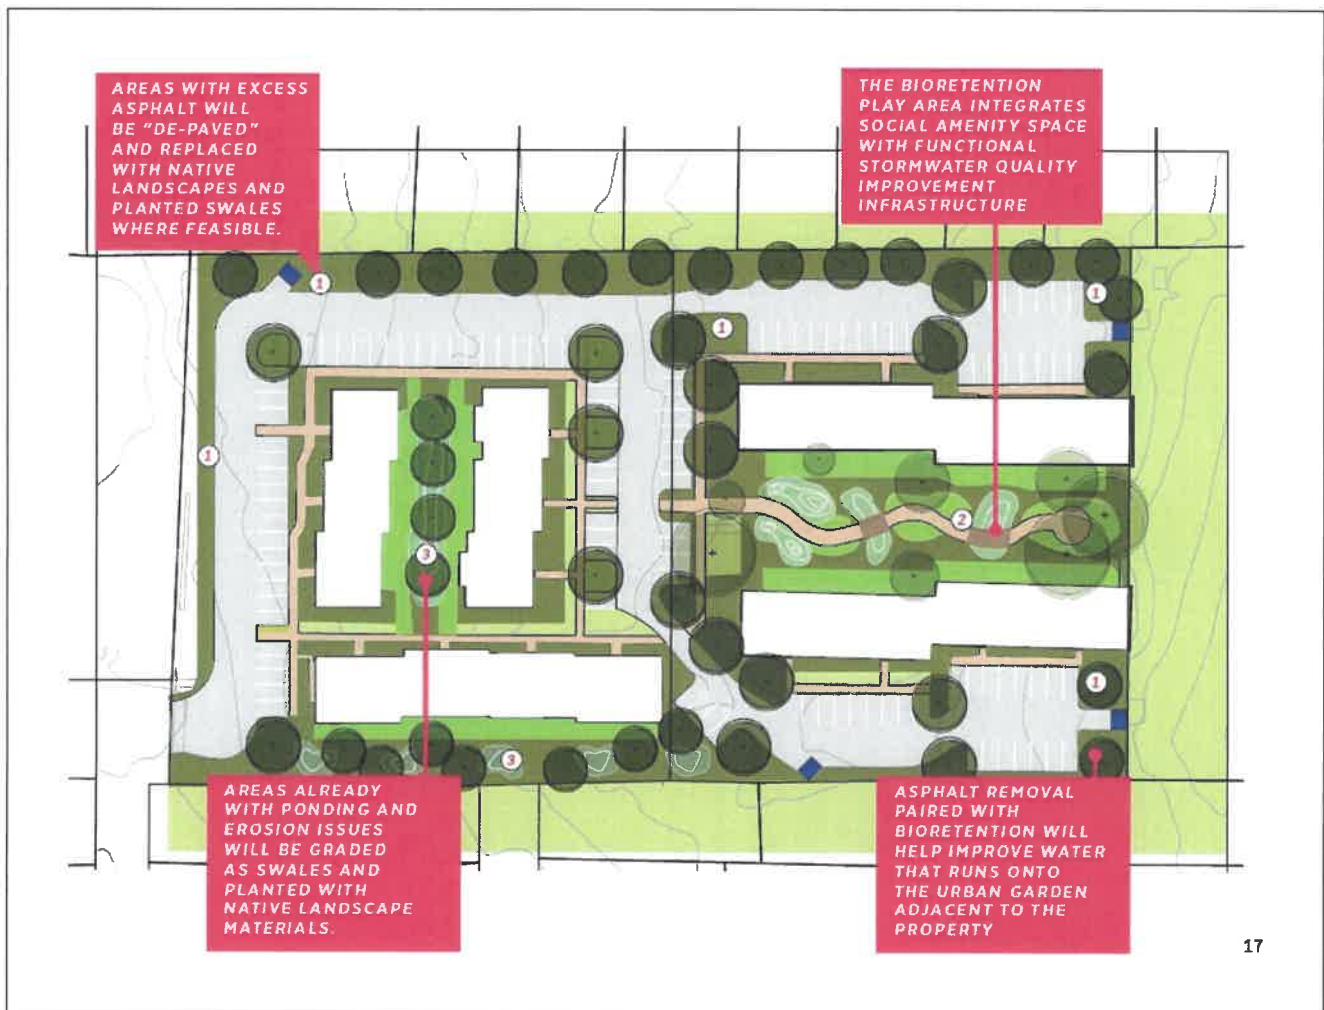 AREAS WITH EXCESS
ASPHALT WILL
BE "DE-PAVED"
AND REPLACED
WITH NATIVE
LANDSCAPES AND
PLANTED SWALES
WHERE FEASIBLE.
THE BIORETENTION
PLAY AREA INTEGRATES
SOCIAL AMENITY SPACE
WITH FUNCTIONAL
STORMWATER QUALITY
IMPROVEMENT
INFRASTRUCTURE
1
1
1
1
2
3
1
3
AREAS ALREADY
WITH PONDING AND
EROSION ISSUES
WILL BE GRADED
AS SWALES AND
PLANTED WITH
NATIVE LANDSCAPE
MATERIALS.
ASPHALT REMOVAL
PAIRED WITH
BIORETENTION WILL
HELP IMPROVE WATER
THAT RUNS ONTO
THE URBAN GARDEN
ADJACENT TO THE
PROPERTY
17